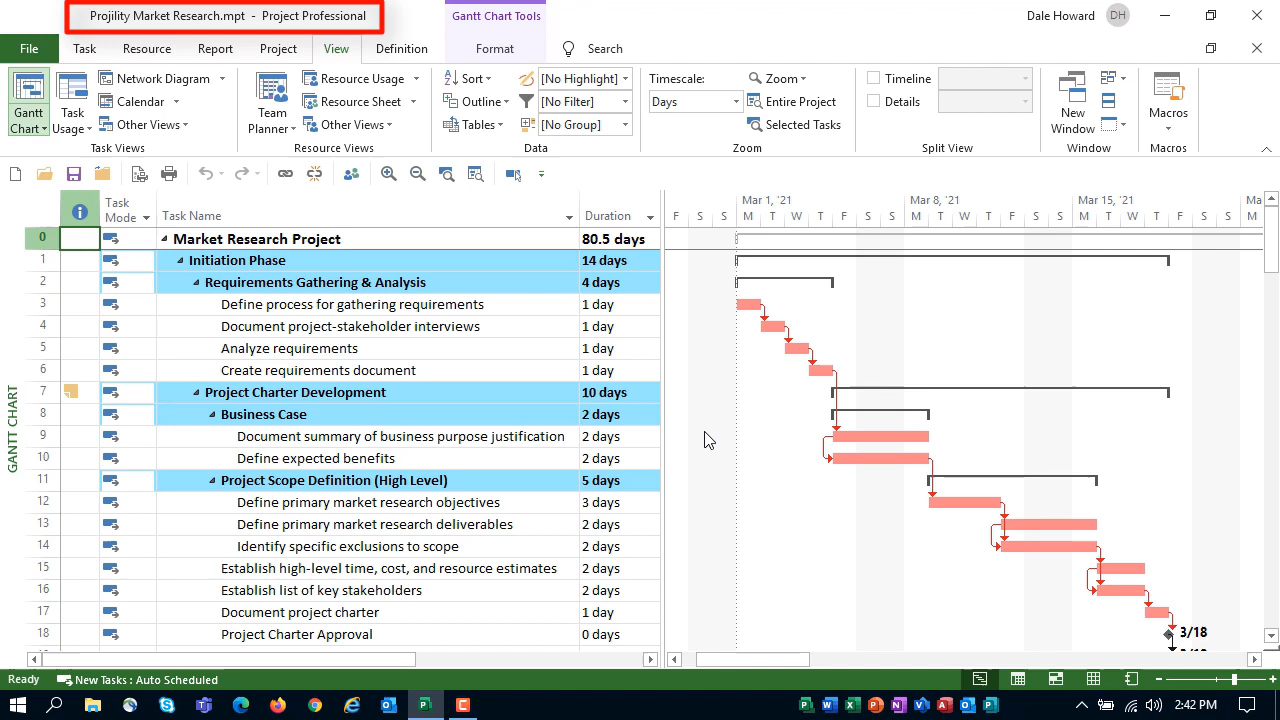 Projility Market Research.mpt - Project Professional
Gantt Chart Tools
Dale Howard
DH
File
Task
Resource
Report
Project
View
Definition
Format
Search
Gantt Chart
Task Usage
Network Diagram
Calendar
Other Views
Task Views
Team Planner
Resource Usage
Resource Sheet
Other Views
Resource Views
Sort
Outline
Tables
[No Highlight]
[No Filter]
[No Group]
Data
Timescale:
Days
Zoom
Entire Project
Selected Tasks
Zoom
Timeline
Details
Split View
New Window
Window
Macros
Macros
Task Mode
Task Name
Duration
Mar 1, '21
Mar 8, '21
Mar 15, '21
Ma
F S S M T W T F S S M T W T F S S M T W T F S S M
0 Market Research Project 80.5 days
1 Initiation Phase 14 days
2 Requirements Gathering & Analysis 4 days
3 Define process for gathering requirements 1 day
4 Document project-stakeholder interviews 1 day
5 Analyze requirements 1 day
6 Create requirements document 1 day
7 Project Charter Development 10 days
8 Business Case 2 days
9 Document summary of business purpose justification 2 days
10 Define expected benefits 2 days
11 Project Scope Definition (High Level) 5 days
12 Define primary market research objectives 3 days
13 Define primary market research deliverables 2 days
14 Identify specific exclusions to scope 2 days
15 Establish high-level time, cost, and resource estimates 2 days
16 Establish list of key stakeholders 2 days
17 Document project charter 1 day
18 Project Charter Approval 0 days
3/18
GANTT CHART
Ready
New Tasks : Auto Scheduled
2:42 PM